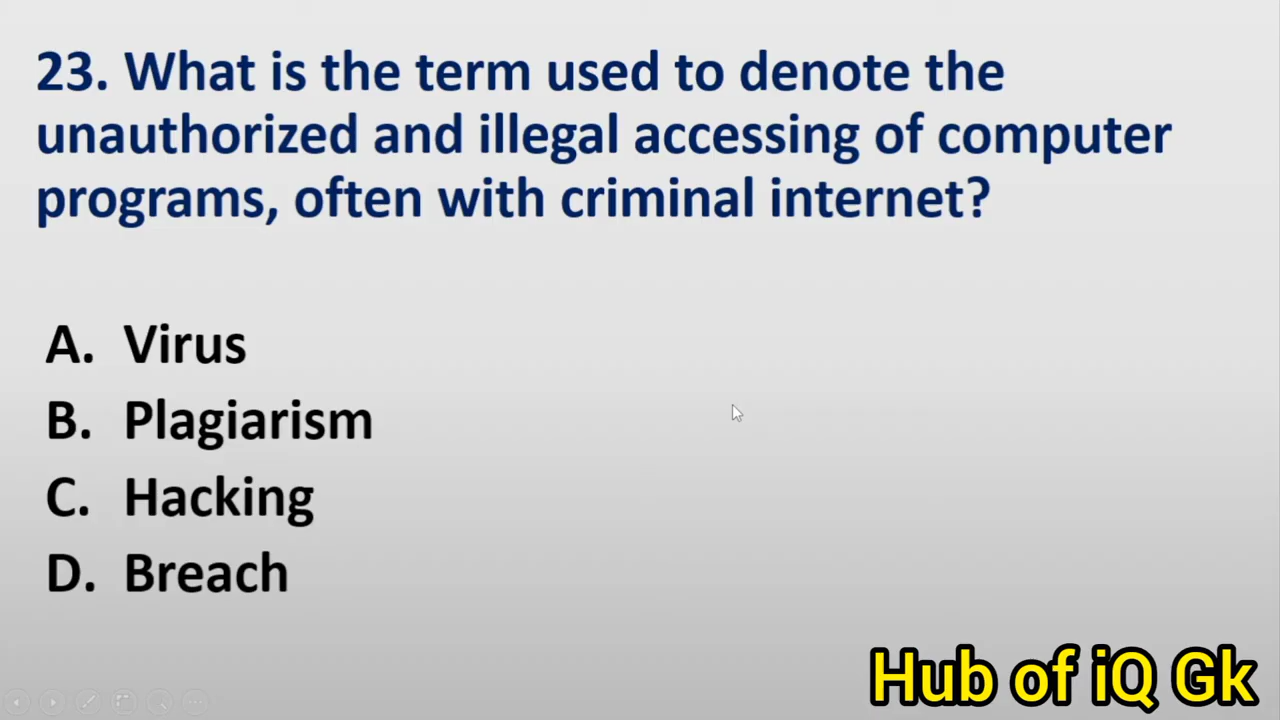 23. What is the term used to denote the
unauthorized and illegal accessing of computer
programs, often with criminal internet?
A. Virus
B. Plagiarism
C. Hacking
D. Breach
Hub of iQ Gk